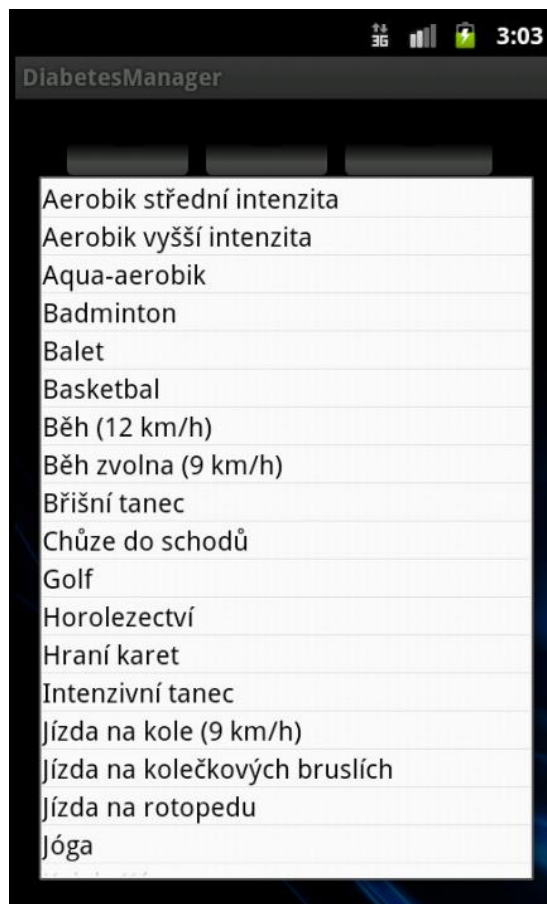 3G
3:03
DiabetesManager
Aerobik střední intenzita
Aerobik vyšší intenzita
Aqua-aerobik
Badminton
Balet
Basketbal
Běh (12 km/h)
Běh zvolna (9 km/h)
Břišní tanec
Chůze do schodů
Golf
Horolezectví
Hraní karet
Intenzivní tanec
Jízda na kole (9 km/h)
Jízda na kolečkových bruslích
Jízda na rotopedu
Jóga